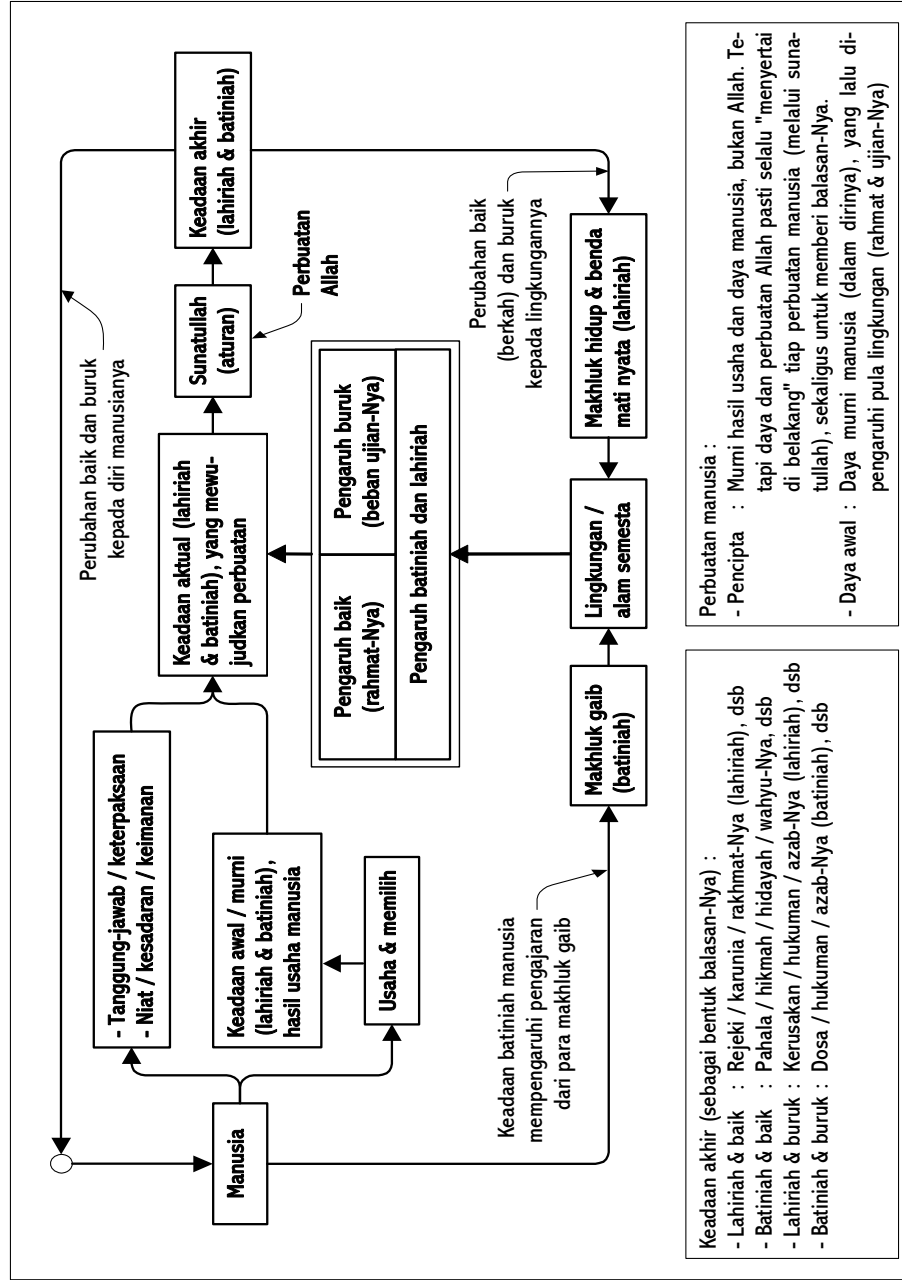 Perubahan baik dan buruk
kepada diri manusianya
Manusia
- Tanggung-jawab / keterpaksaan
- Niat / kesadaran / keimanan
Keadaan awal / murni
(lahiriah & batiniah),
hasil usaha manusia
Usaha & memilih
Keadaan aktual (lahiriah
& batiniah), yang mewu-
judkan perbuatan
Sunatullah
(aturan)
Keadaan akhir
(lahiriah & batiniah)
Perbuatan
Allah
Pengaruh baik
(rahmat-Nya)
Pengaruh buruk
(beban ujian-Nya)
Pengaruh batiniah dan lahiriah
Keadaan batiniah manusia
mempengaruhi pengajaran
dari para makhluk gaib
Makhluk gaib
(batiniah)
Lingkungan /
alam semesta
Makhluk hidup & benda
mati nyata (lahiriah)
Perubahan baik
(berkah) dan buruk
kepada lingkungannya
Keadaan akhir (sebagai bentuk balasan-Nya) :
- Lahiriah & baik : Rejeki / karunia / rakhmat-Nya (lahiriah), dsb
- Batiniah & baik : Pahala / hikmah / hidayah / wahyu-Nya, dsb
- Lahiriah & buruk : Kerusakan / hukuman / azab-Nya (lahiriah), dsb
- Batiniah & buruk : Dosa / hukuman / azab-Nya (batiniah), dsb
Perbuatan manusia :
- Pencipta : Murni hasil usaha dan daya manusia, bukan Allah. Te-
tapi daya dan perbuatan Allah pasti selalu "menyertai
di belakang" tiap perbuatan manusia (melalui suna-
tullah), sekaligus untuk memberi balasan-Nya.
- Daya awal : Daya murni manusia (dalam dirinya), yang lalu di-
pengaruhi pula lingkungan (rahmat & ujian-Nya)